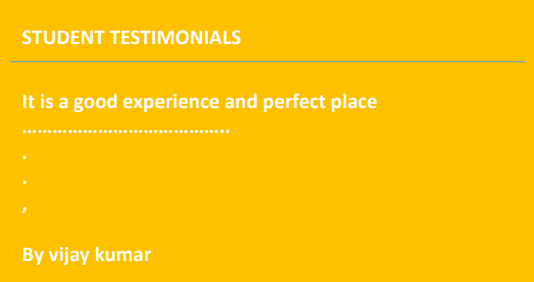 STUDENT TESTIMONIALS
It is a good experience and perfect place
…………………………………..
.
.
,
By vijay kumar